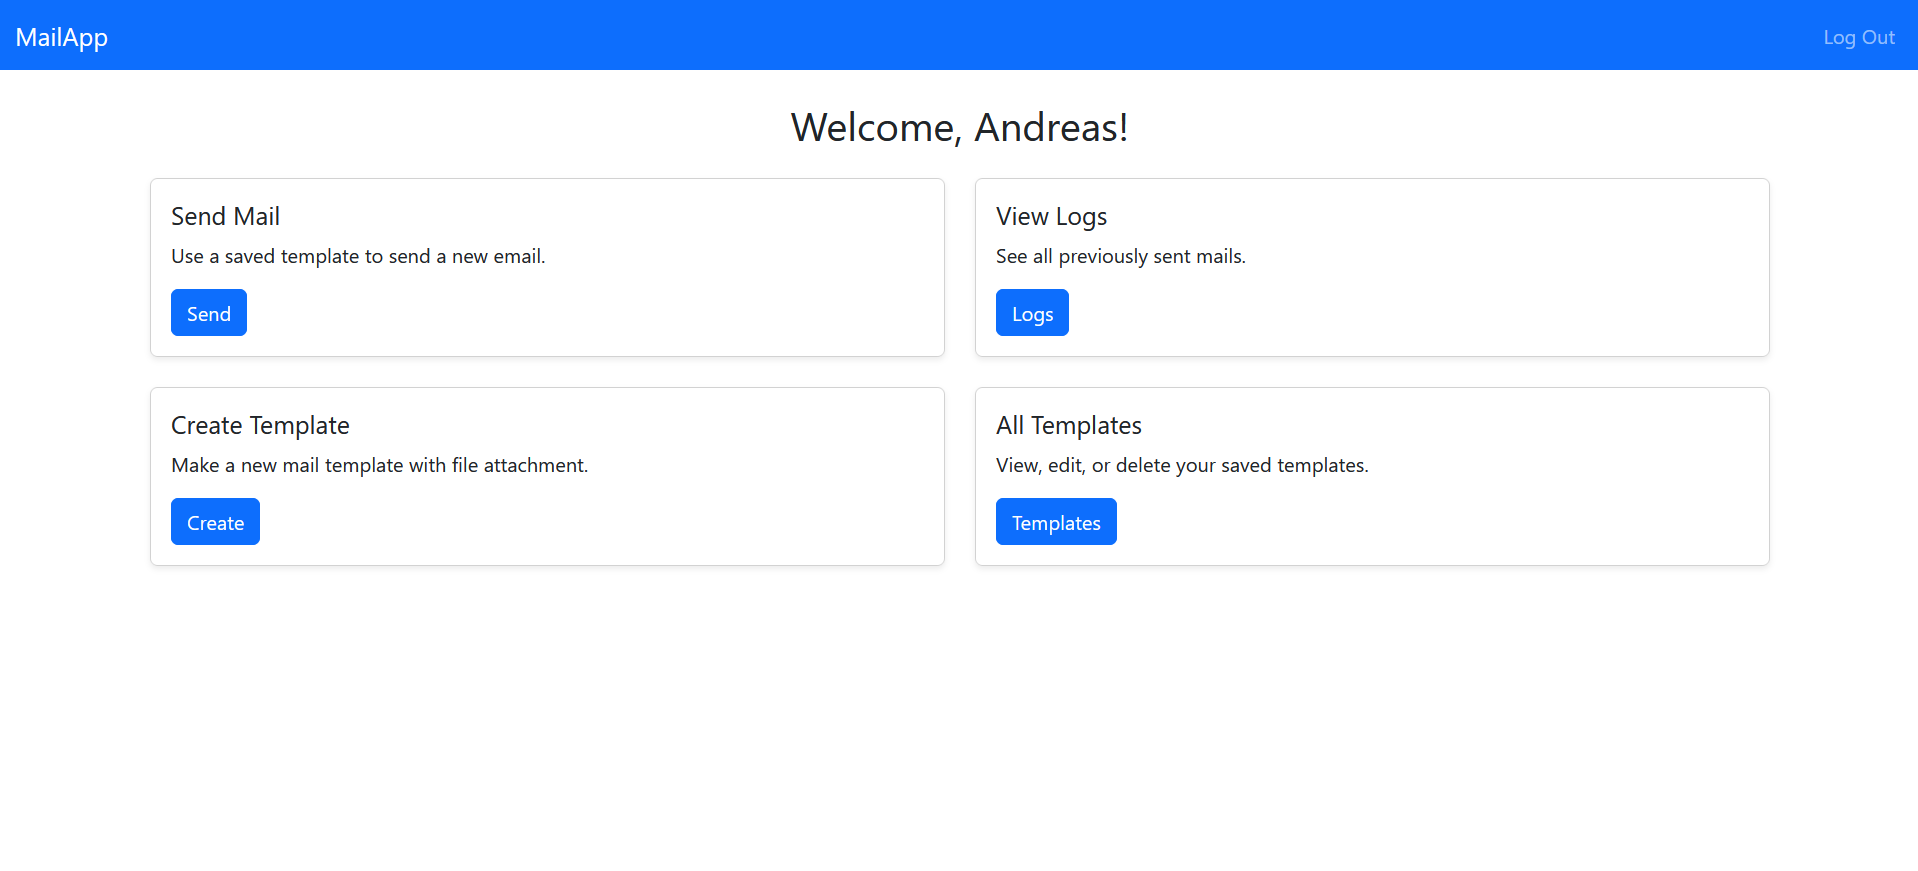 MailApp
Log Out
Welcome, Andreas!
Send Mail
Use a saved template to send a new email.
Send
View Logs
See all previously sent mails.
Logs
Create Template
Make a new mail template with file attachment.
Create
All Templates
View, edit, or delete your saved templates.
Templates